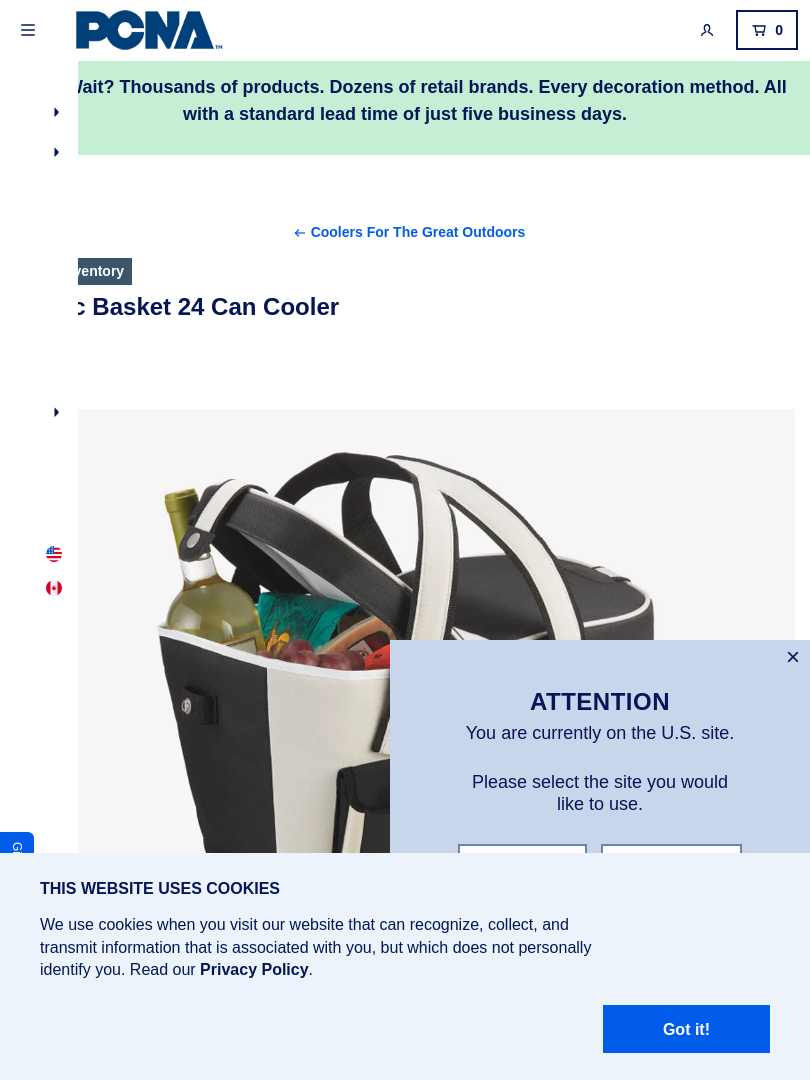 PCNA™
0
Wait? Thousands of products. Dozens of retail brands. Every decoration method. All
with a standard lead time of just five business days.
Coolers For The Great Outdoors
Basket 24 Can Cooler
×
ATTENTION
You are currently on the U.S. site.
Please select the site you would
like to use.
THIS WEBSITE USES COOKIES
We use cookies when you visit our website that can recognize, collect, and
transmit information that is associated with you, but which does not personally
identify you. Read our Privacy Policy.
Got it!